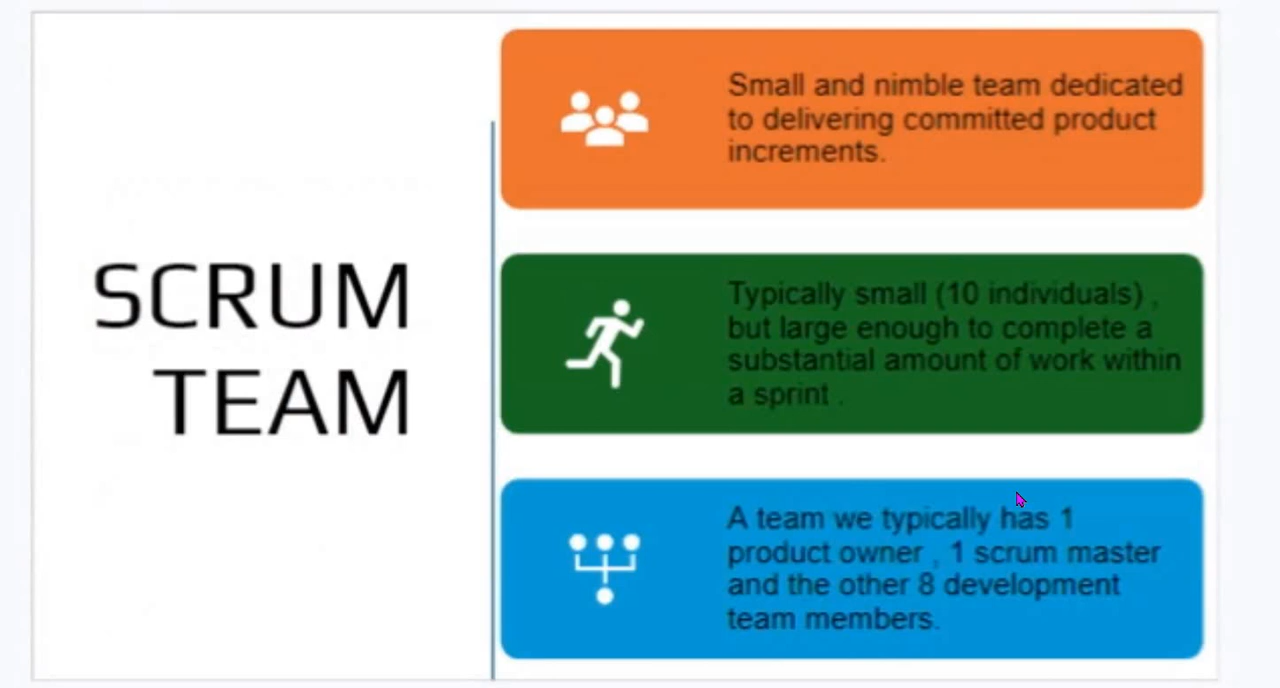 SCRUM
TEAM
Small and nimble team dedicated
to delivering committed product
increments.
Typically small (10 individuals) ,
but large enough to complete a
substantial amount of work within
a sprint .
A team we typically has 1
product owner , 1 scrum master
and the other 8 development
team members.